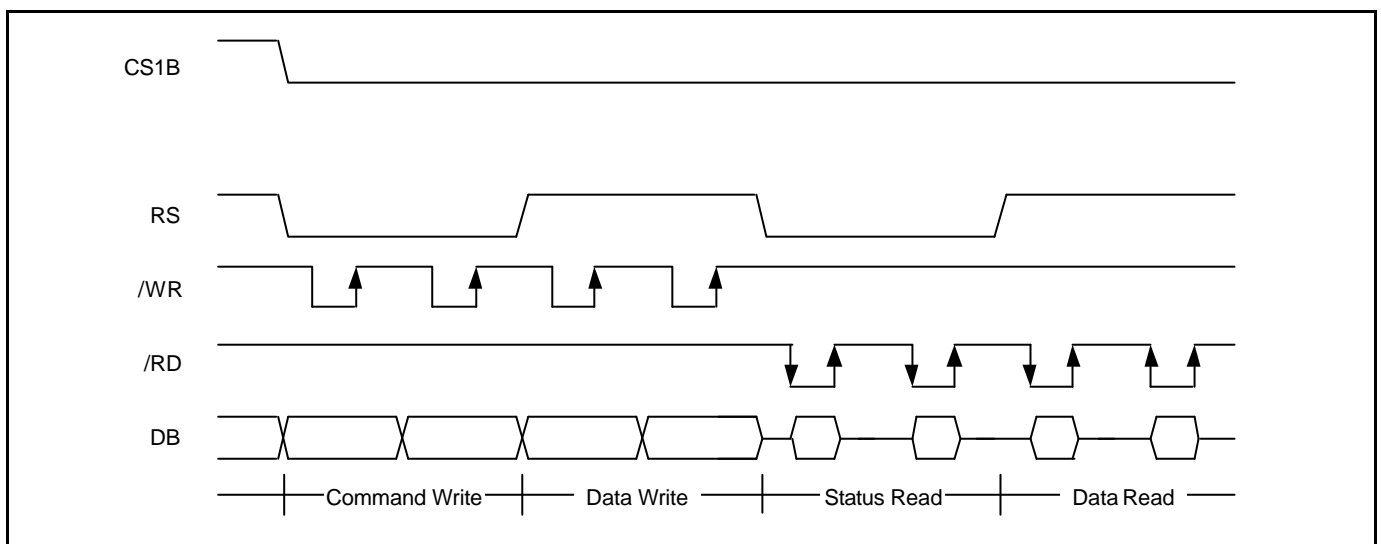 CS1B
RS
/WR
/RD
DB
Command Write
Data Write
Status Read
Data Read